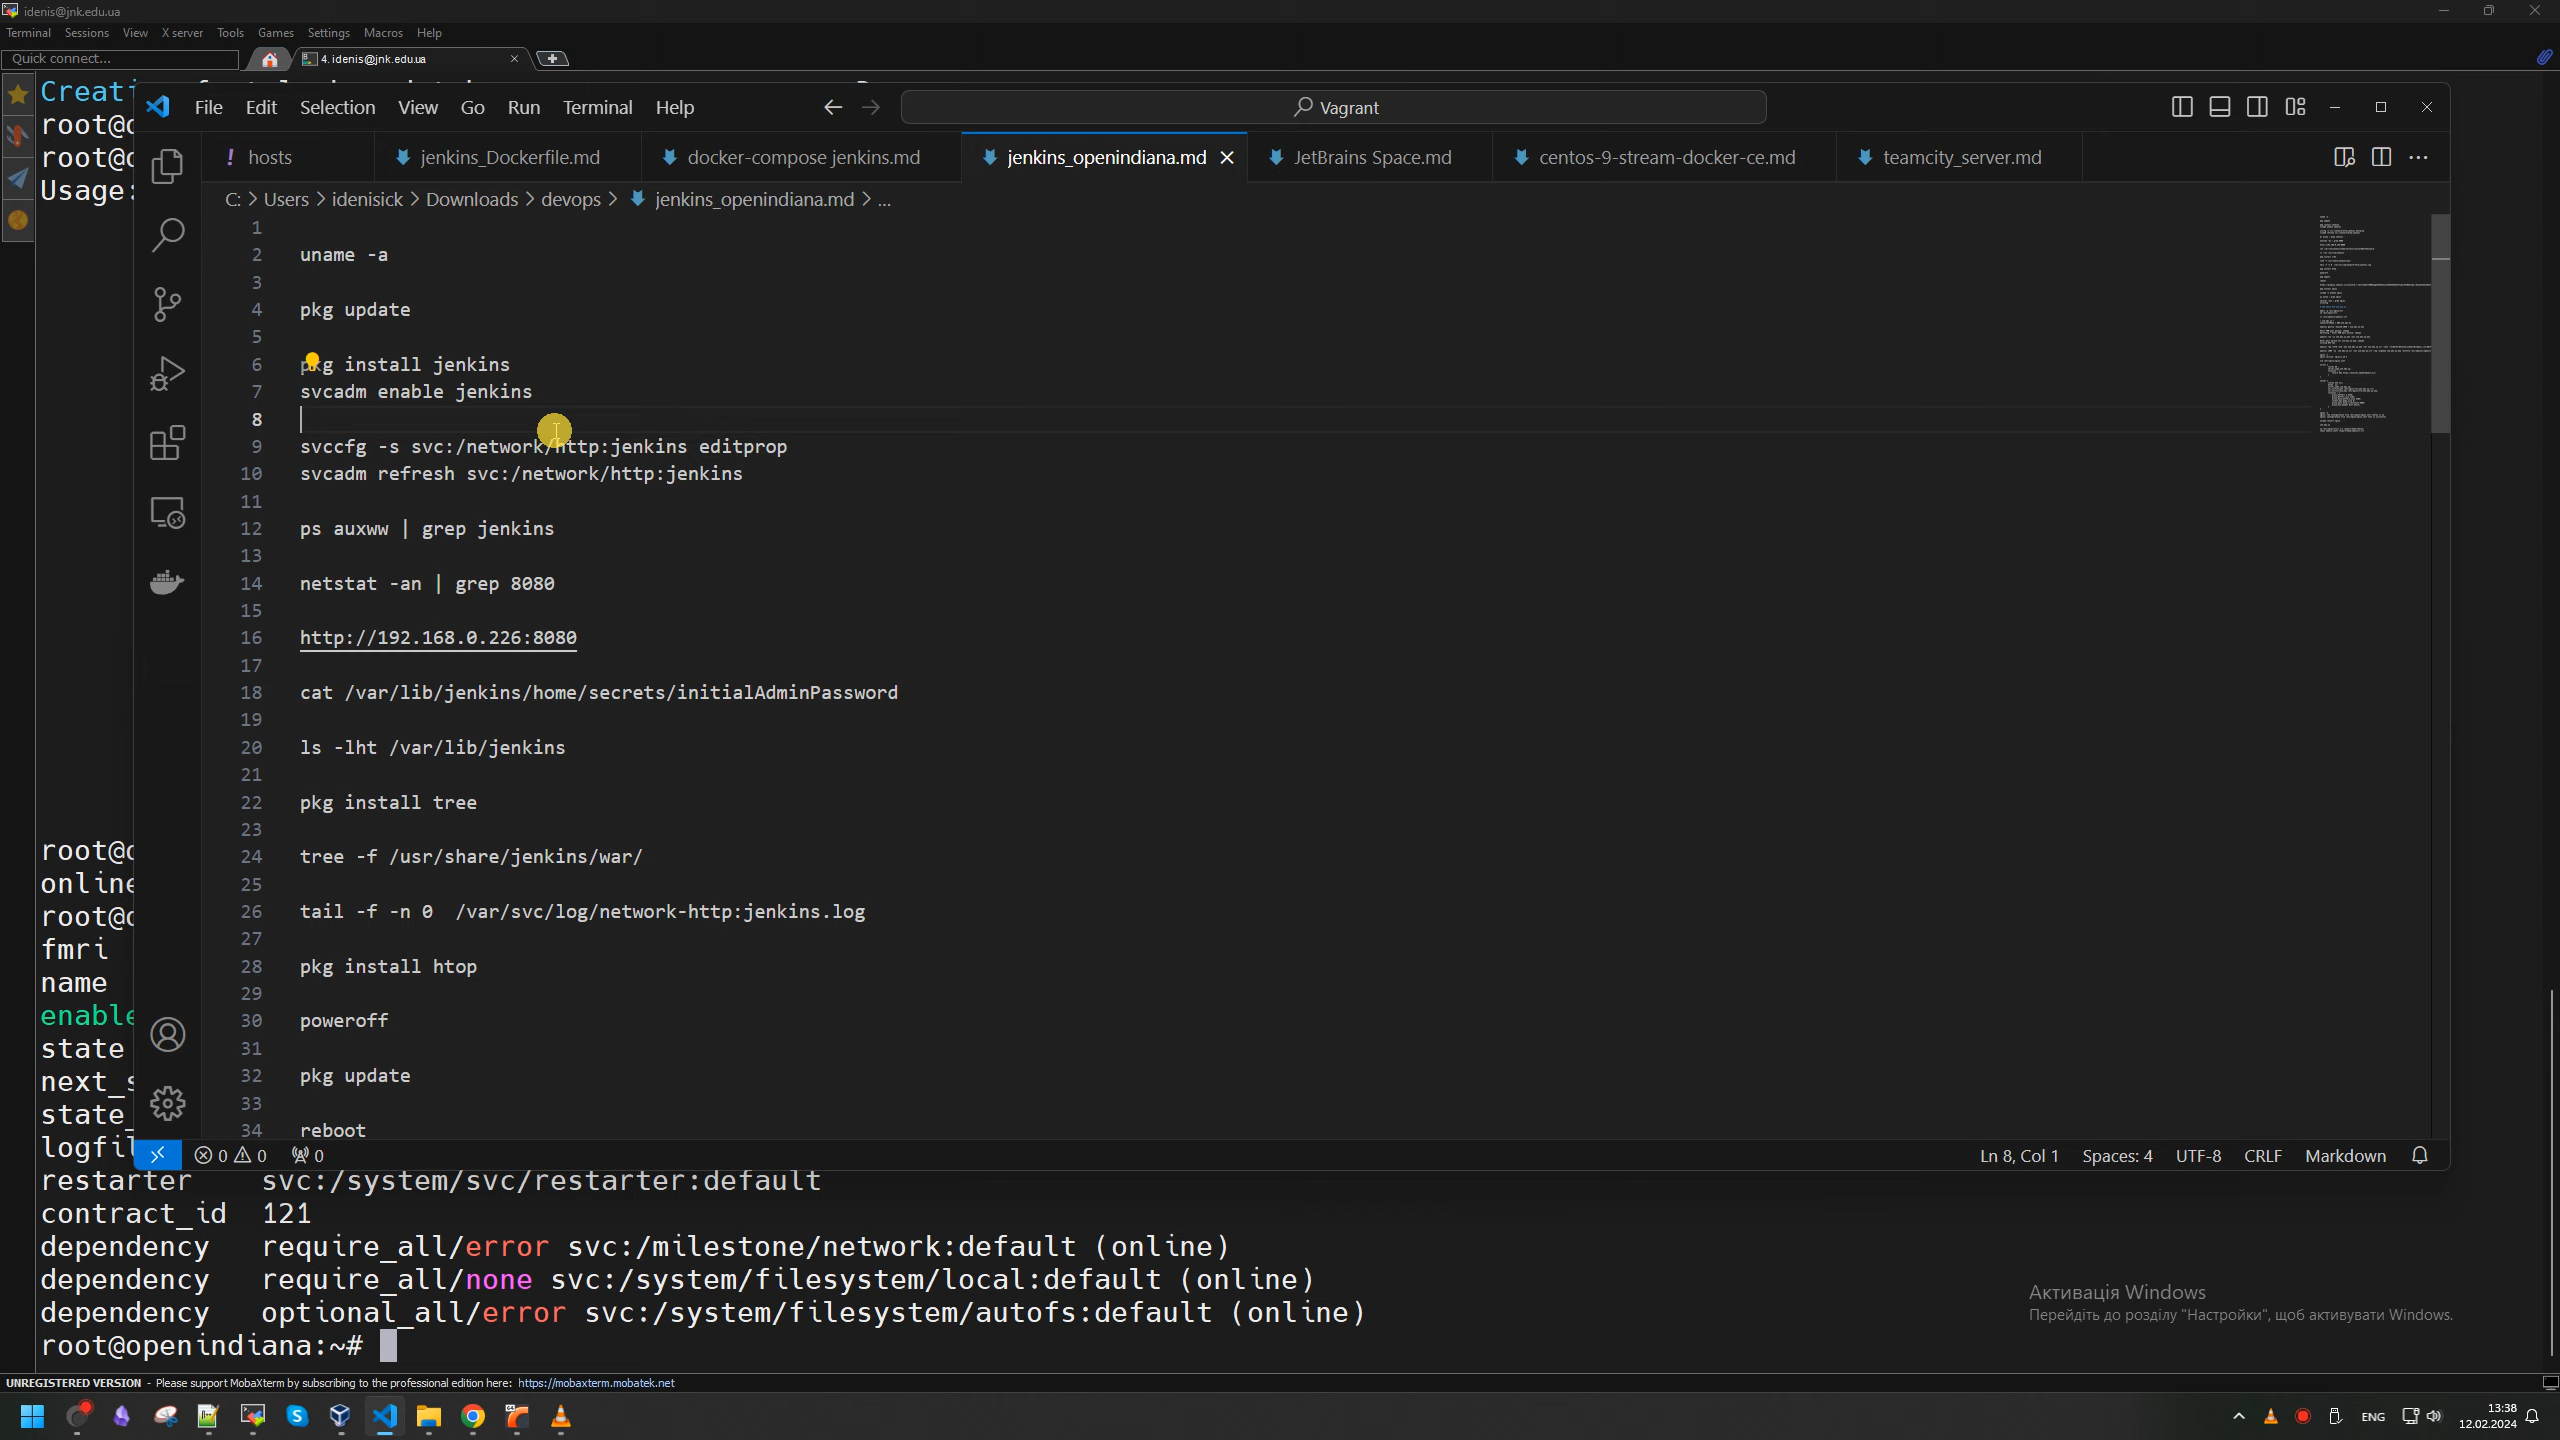 idenis@jnk.edu.ua
Terminal Sessions View X server Tools Games Settings Macros Help
Quick connect...
4. idenis@jnk.edu.ua
Creati
root@o
root@o
Usage:
File Edit Selection View Go Run Terminal Help
Vagrant
! hosts
jenkins_Dockerfile.md
docker-compose jenkins.md
jenkins_openindiana.md
JetBrains Space.md
centos-9-stream-docker-ce.md
teamcity_server.md
C: > Users > idenisick > Downloads > devops > jenkins_openindiana.md > ...
1
2 uname -a
3
4 pkg update
5
6 pkg install jenkins
7 svcadm enable jenkins
8
9 svccfg -s svc:/network/http:jenkins editprop
10 svcadm refresh svc:/network/http:jenkins
11
12 ps auxww | grep jenkins
13
14 netstat -an | grep 8080
15
16 http://192.168.0.226:8080
17
18 cat /var/lib/jenkins/home/secrets/initialAdminPassword
19
20 ls -lht /var/lib/jenkins
21
22 pkg install tree
23
24 tree -f /usr/share/jenkins/war/
25
26 tail -f -n 0  /var/svc/log/network-http:jenkins.log
27
28 pkg install htop
29
30 poweroff
31
32 pkg update
33
34 reboot
root@o
online
root@o
fmri
name
enable
state
next_s
state_
logfil
0 0 0
Ln 8, Col 1 Spaces: 4 UTF-8 CRLF Markdown
restarter svc:/system/svc/restarter:default
contract_id 121
dependency require_all/error svc:/milestone/network:default (online)
dependency require_all/none svc:/system/filesystem/local:default (online)
dependency optional_all/error svc:/system/filesystem/autofs:default (online)
root@openindiana:~#
Активація Windows
Перейдіть до розділу "Настройки", щоб активувати Windows.
UNREGISTERED VERSION - Please support MobaXterm by subscribing to the professional edition here: https://mobaxterm.mobatek.net
ENG
13:38
12.02.2024